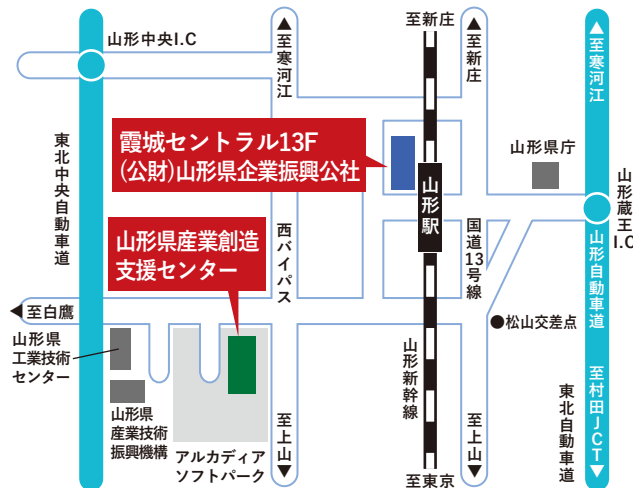 至新庄
山形中央I.C
▲至寒河江
▲至新庄
▲至寒河江
霞城セントラル13F
(公財)山形県企業振興公社
山形県庁
東北中央自動車道
山形駅
山形蔵王I.C
山形県産業創造
支援センター
西バイパス
国道13号線
山形自動車道
◀至白鷹
●松山交差点
山形県
工業技術
センター
山形新幹線
山形県
産業技術
振興機構
至上山▼
至上山▼
東北自動車道
至村田JCT▼
アルカディア
ソフトパーク
至東京